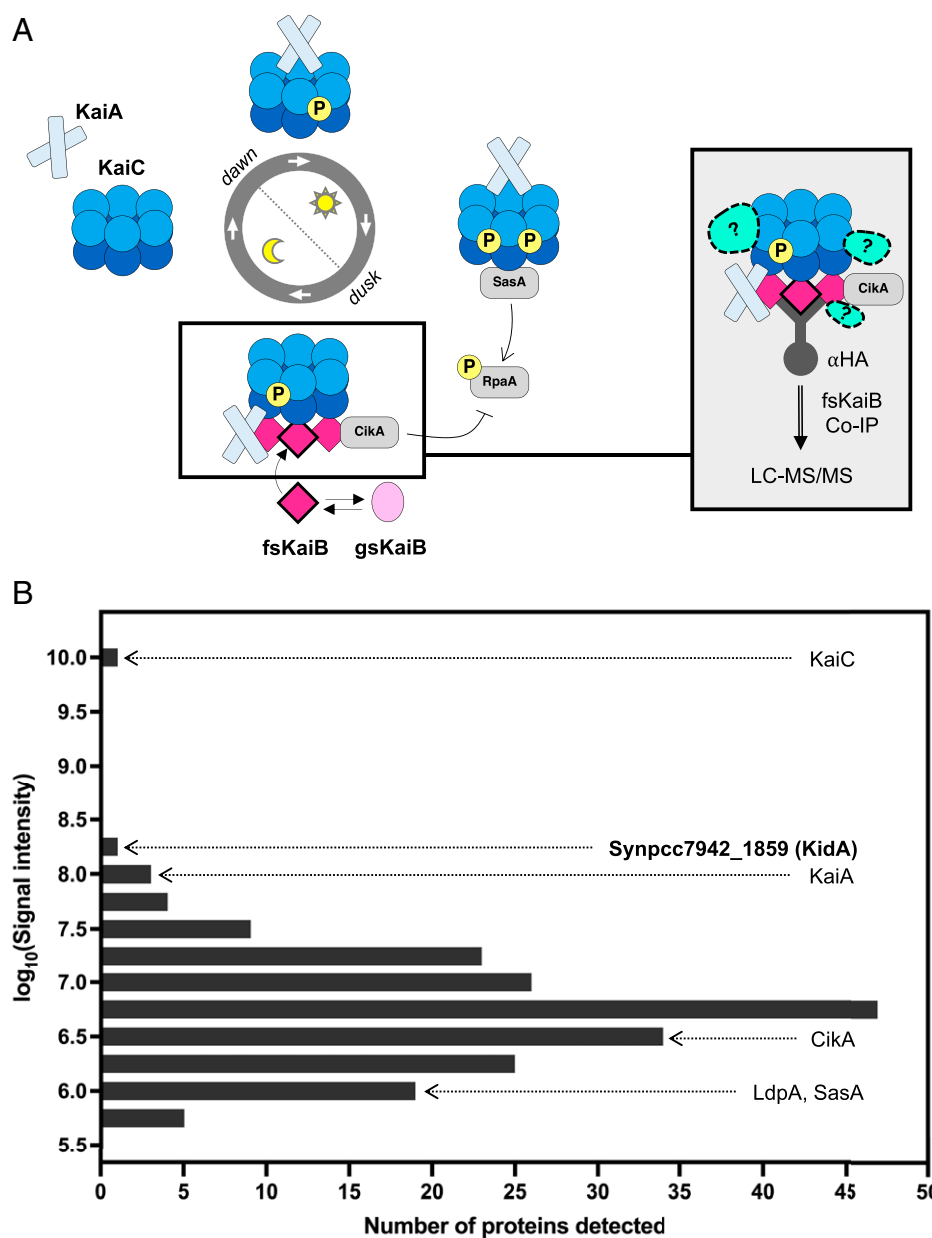 A
KaiA
KaiC
P
dawn
dusk
P
P
SasA
P
RpaA
P
CikA
fsKaiB
gsKaiB
?
?
P
CikA
?
αHA
fsKaiB
Co-IP
LC-MS/MS
B
10.0
KaiC
9.5
9.0
8.5
Synpcc7942_1859 (KidA)
8.0
KaiA
7.5
7.0
6.5
CikA
6.0
LdpA, SasA
5.5
log10(Signal intensity)
0 5 10 15 20 25 30 35 40 45 50
Number of proteins detected